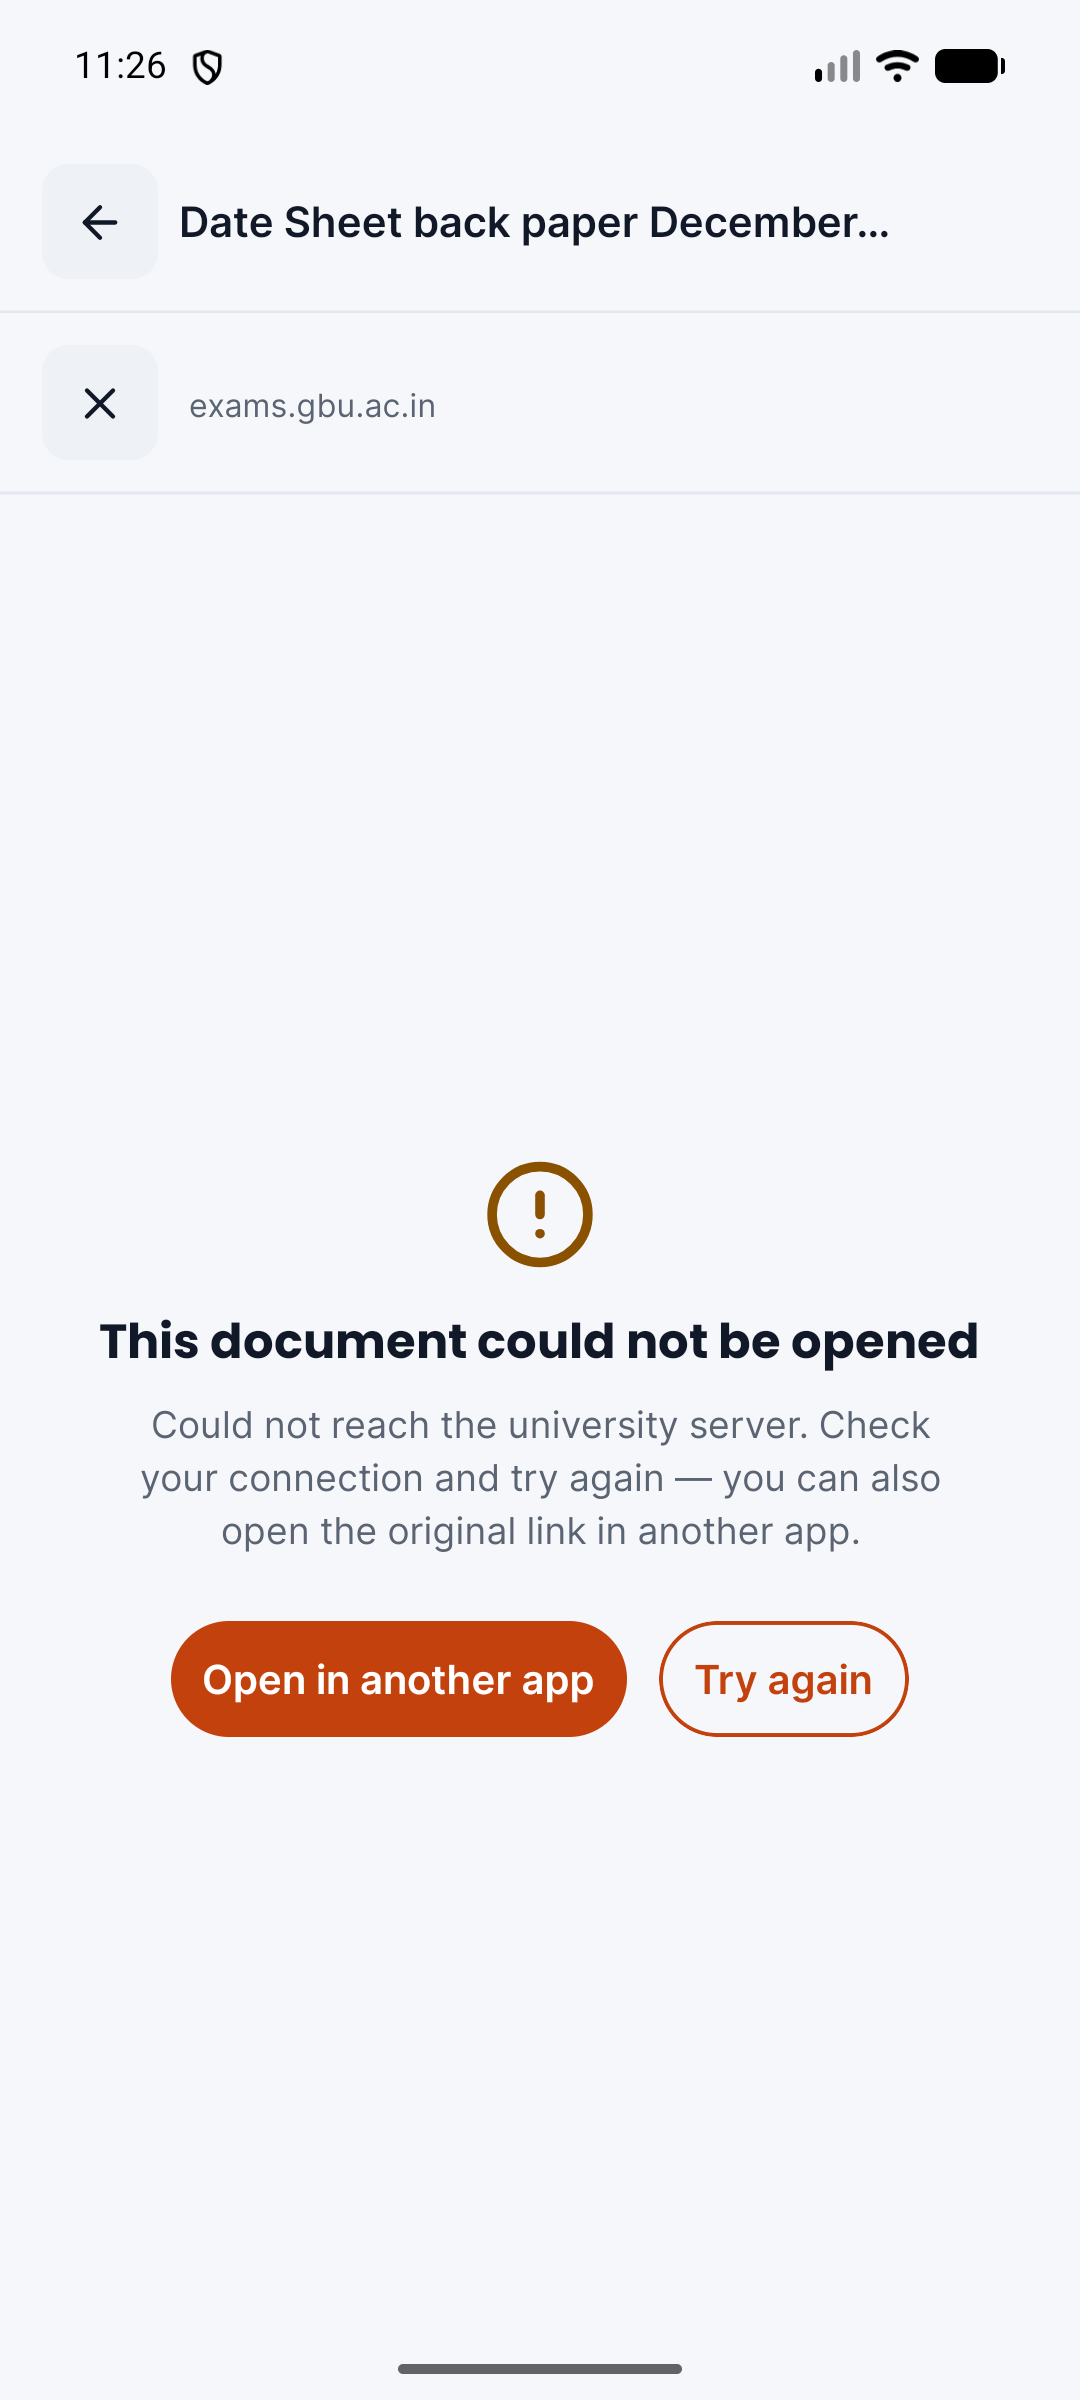 11:26
Date Sheet back paper December...
exams.gbu.ac.in
This document could not be opened
Could not reach the university server. Check
your connection and try again — you can also
open the original link in another app.
Open in another app
Try again